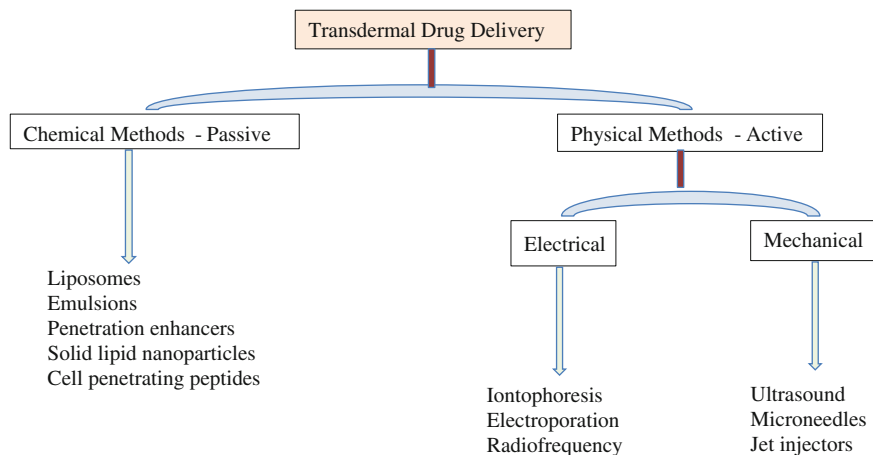 Transdermal Drug Delivery
Chemical Methods - Passive
Physical Methods - Active
Electrical
Mechanical
Liposomes
Emulsions
Penetration enhancers
Solid lipid nanoparticles
Cell penetrating peptides
Iontophoresis
Electroporation
Radiofrequency
Ultrasound
Microneedles
Jet injectors